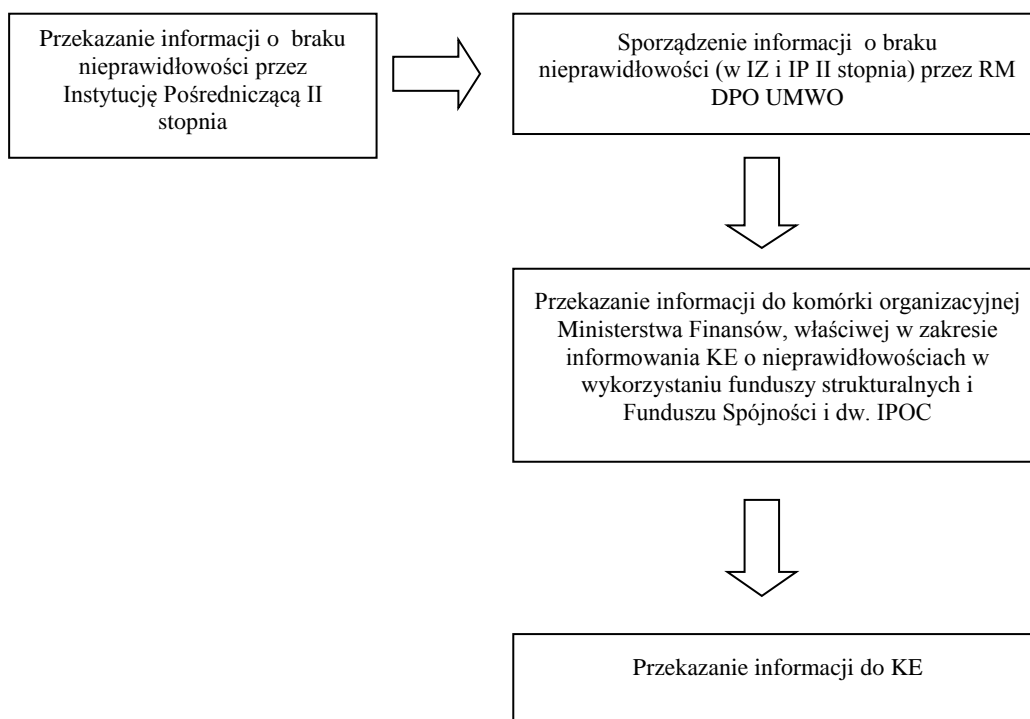 Przekazanie informacji o braku
nieprawidłowości przez
Instytucję Pośredniczącą II
stopnia
Sporządzenie informacji o braku
nieprawidłowości (w IZ i IP II stopnia) przez RM
DPO UMWO
Przekazanie informacji do komórki organizacyjnej
Ministerstwa Finansów, właściwej w zakresie
informowania KE o nieprawidłowościach w
wykorzystaniu funduszy strukturalnych i
Funduszu Spójności i dw. IPOC
Przekazanie informacji do KE